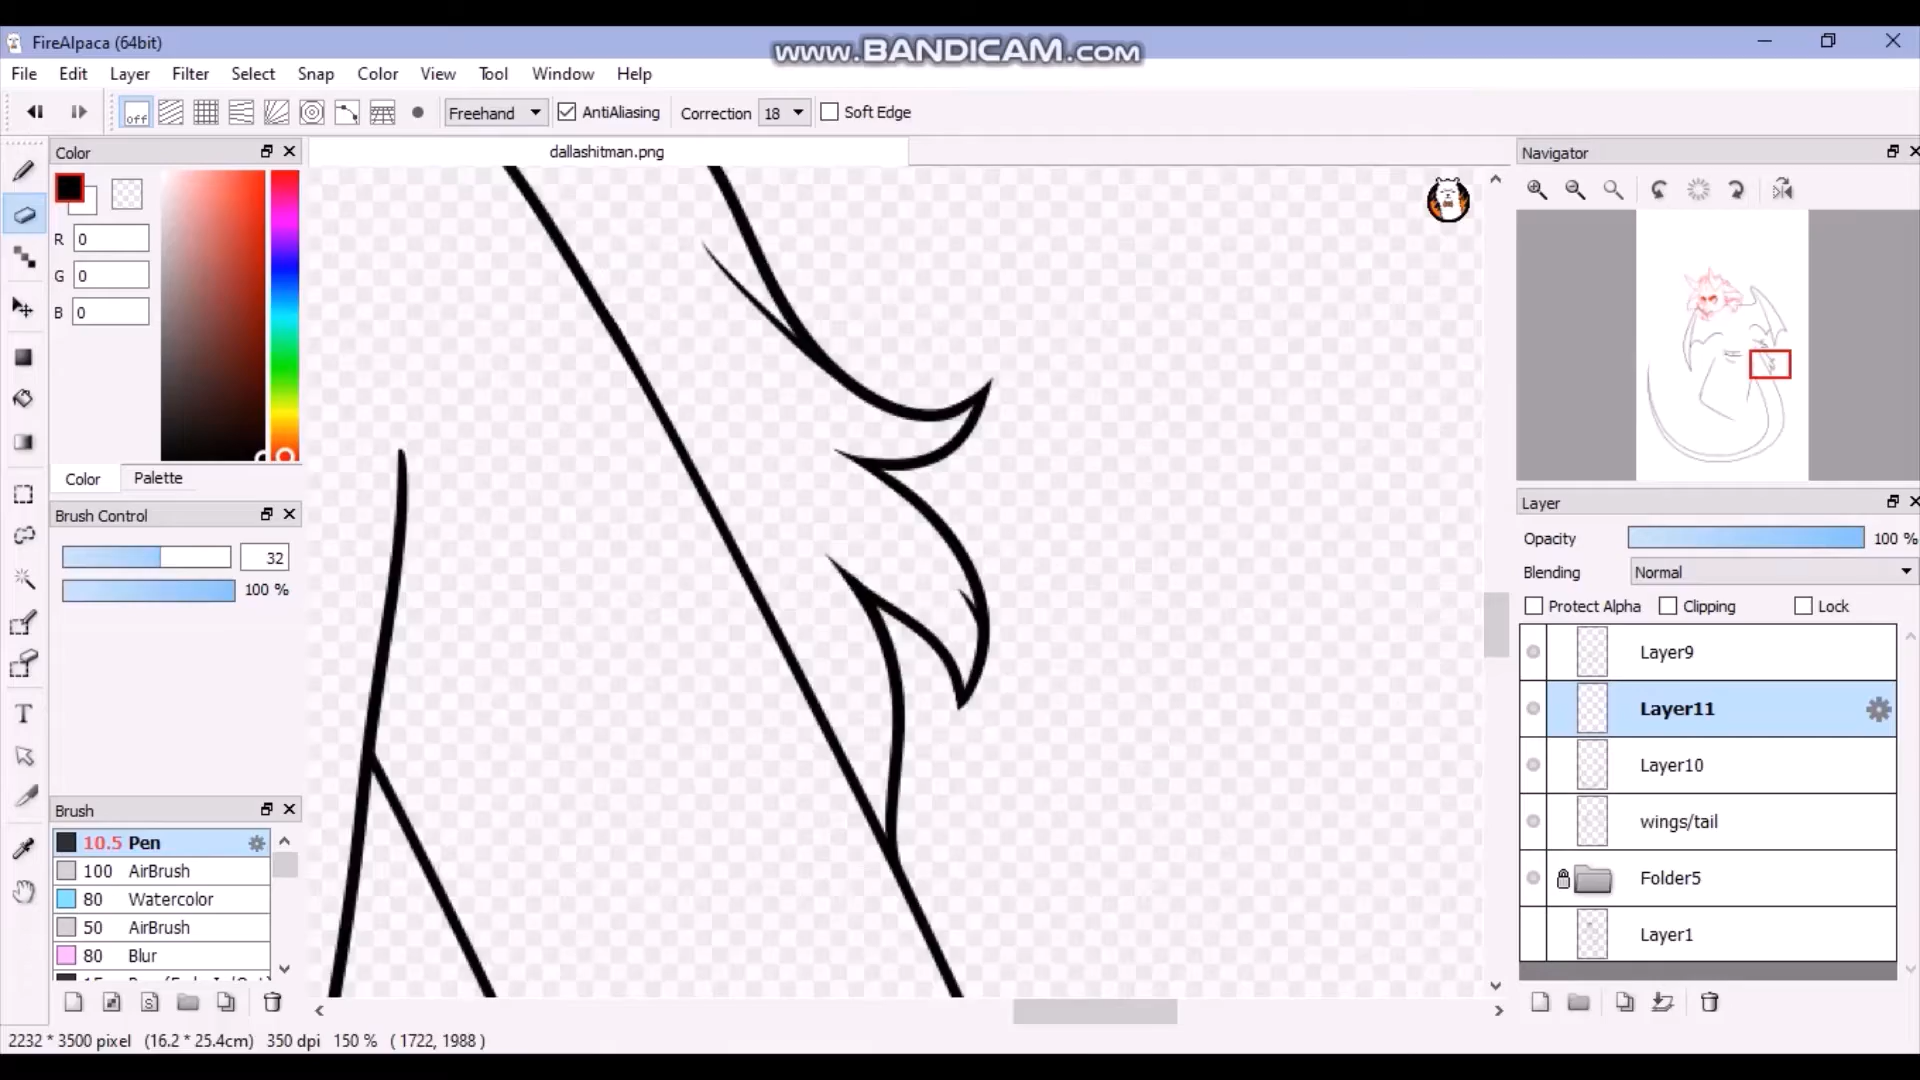 FireAlpaca (64bit)
www.BANDICAM.com
File Edit Layer Filter Select Snap Color View Tool Window Help
off Freehand AntiAliasing Correction 18 Soft Edge
Color
dallashitman.png
Navigator
R 0
G 0
B 0
Color Palette
Brush Control
32
100 %
Layer
Opacity 100 %
Blending Normal
Protect Alpha Clipping Lock
Layer9
Layer11
Layer10
wings/tail
Folder5
Layer1
Brush
10.5 Pen
100 AirBrush
80 Watercolor
50 AirBrush
80 Blur
S
T
2232 * 3500 pixel (16.2 * 25.4cm) 350 dpi 150 % ( 1722, 1988 )